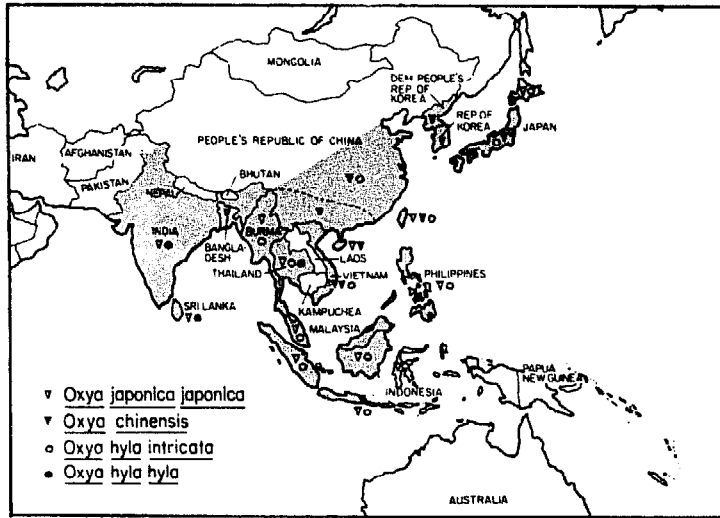 MONGOLIA
DEM PEOPLE'S
REP OF
KOREA
REP OF
KOREA
JAPAN
PEOPLE'S REPUBLIC OF CHINA
IRAN
AFGHANISTAN
PAKISTAN
NEPAL
BHUTAN
INDIA
BANGLA-
DESH
BURMA
LAOS
THAILAND
VIETNAM
PHILIPPINES
SRI LANKA
KAMPUCHEA
MALAYSIA
INDONESIA
PAPUA
NEW GUINEA
AUSTRALIA
Oxya japonica japonica
Oxya chinensis
Oxya hyla intricata
Oxya hyla hyla